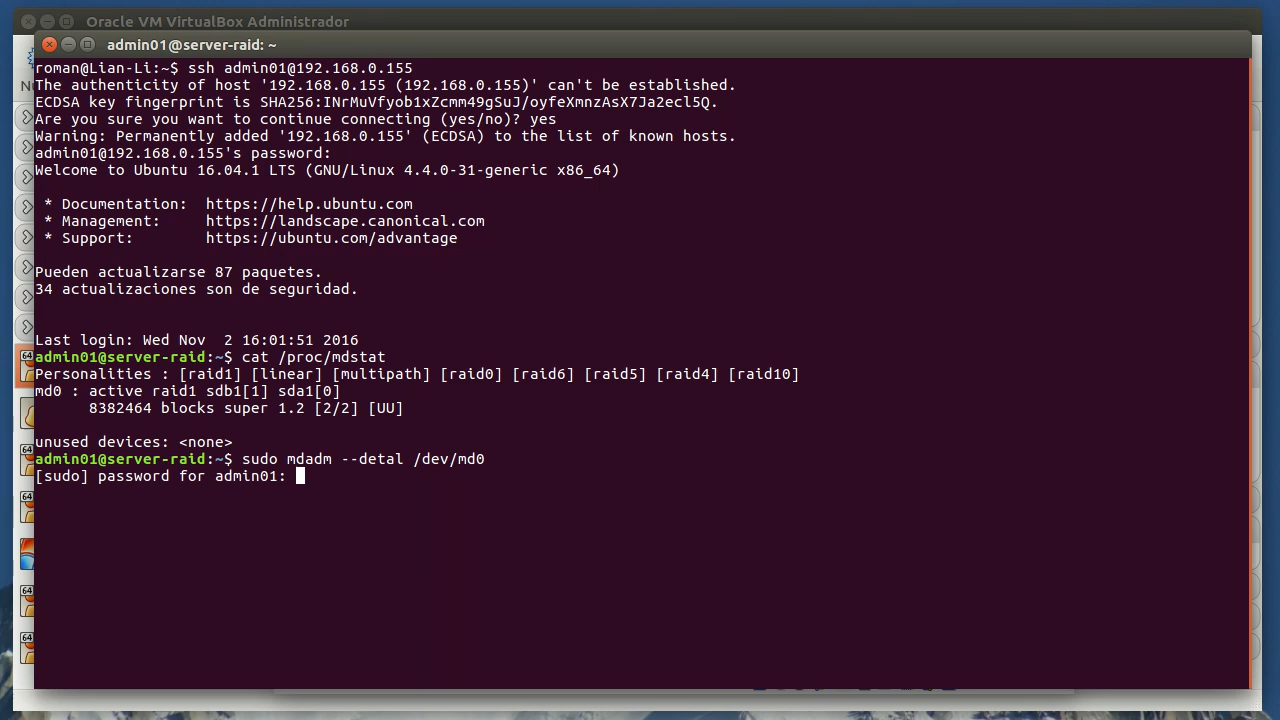 Oracle VM VirtualBox Administrador
admin01@server-raid: ~
roman@Lian-Li:~$ ssh admin01@192.168.0.155
The authenticity of host '192.168.0.155 (192.168.0.155)' can't be established.
ECDSA key fingerprint is SHA256:INrMuVfyob1xZcmm49gSuJ/oyfeXmnzAsX7Ja2ecl5Q.
Are you sure you want to continue connecting (yes/no)? yes
Warning: Permanently added '192.168.0.155' (ECDSA) to the list of known hosts.
admin01@192.168.0.155's password:
Welcome to Ubuntu 16.04.1 LTS (GNU/Linux 4.4.0-31-generic x86_64)
* Documentation:  https://help.ubuntu.com
* Management:     https://landscape.canonical.com
* Support:        https://ubuntu.com/advantage
Pueden actualizarse 87 paquetes.
34 actualizaciones son de seguridad.
Last login: Wed Nov  2 16:01:51 2016
admin01@server-raid:~$ cat /proc/mdstat
Personalities : [raid1] [linear] [multipath] [raid0] [raid6] [raid5] [raid4] [raid10]
md0 : active raid1 sdb1[1] sda1[0]
8382464 blocks super 1.2 [2/2] [UU]
unused devices: <none>
admin01@server-raid:~$ sudo mdadm --detal /dev/md0
[sudo] password for admin01:
64
64
64
64
64